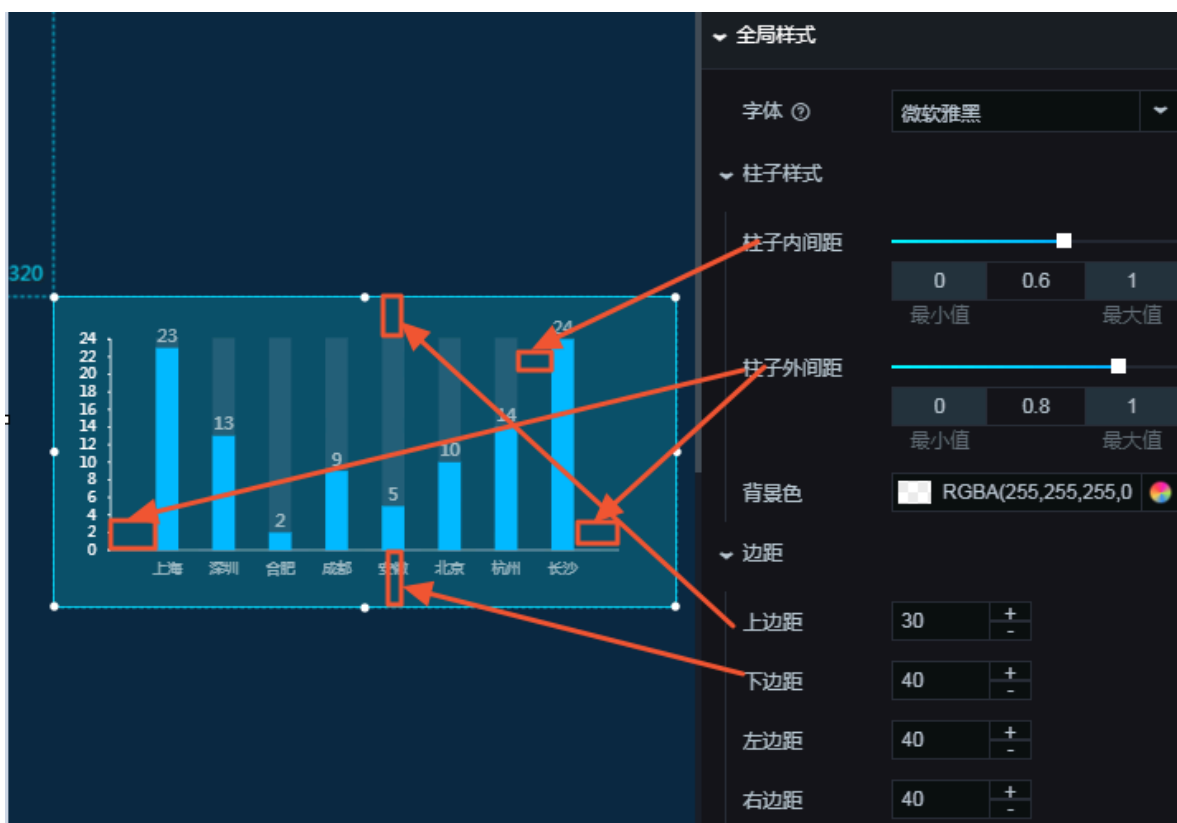 全局样式
字体 ?
微软雅黑
柱子样式
柱子内间距
0 0.6 1
最小值 最大值
柱子外间距
0 0.8 1
最小值 最大值
背景色
RGBA(255,255,255,0
边距
上边距
30 + -
下边距
40 + -
左边距
40 + -
右边距
40 + -
320
24
22
20
18
16
14
12
10
8
6
4
2
0
23 13 2 9 5 10 14 24
上海 深圳 合肥 成都 安徽 北京 杭州 长沙